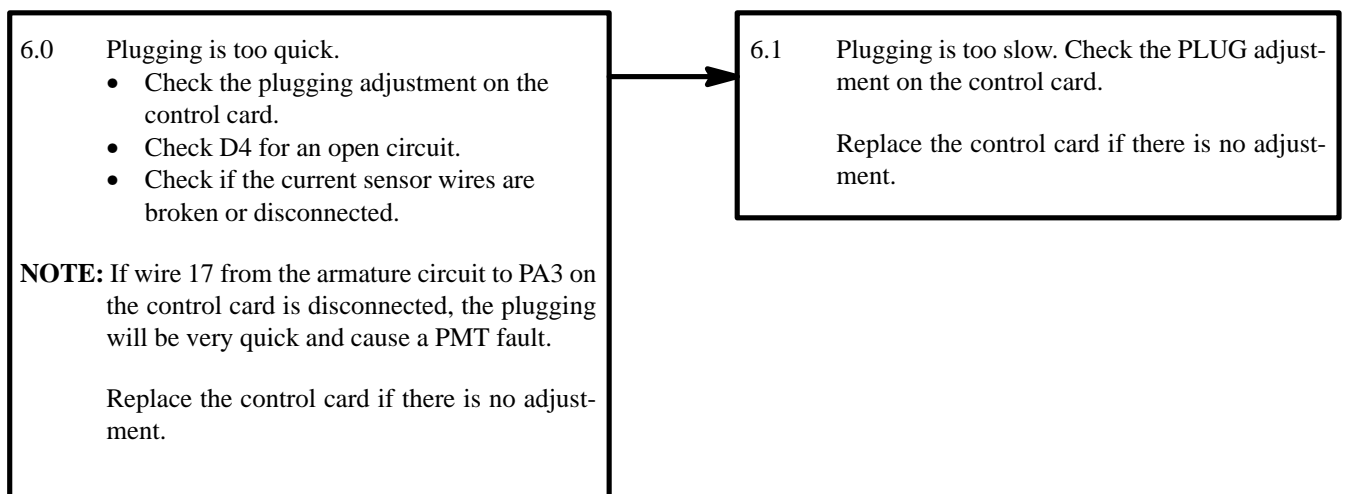 6.0 Plugging is too quick.
• Check the plugging adjustment on the
control card.
• Check D4 for an open circuit.
• Check if the current sensor wires are
broken or disconnected.
NOTE: If wire 17 from the armature circuit to PA3 on
the control card is disconnected, the plugging
will be very quick and cause a PMT fault.
Replace the control card if there is no adjust-
ment.
6.1 Plugging is too slow. Check the PLUG adjust-
ment on the control card.
Replace the control card if there is no adjust-
ment.